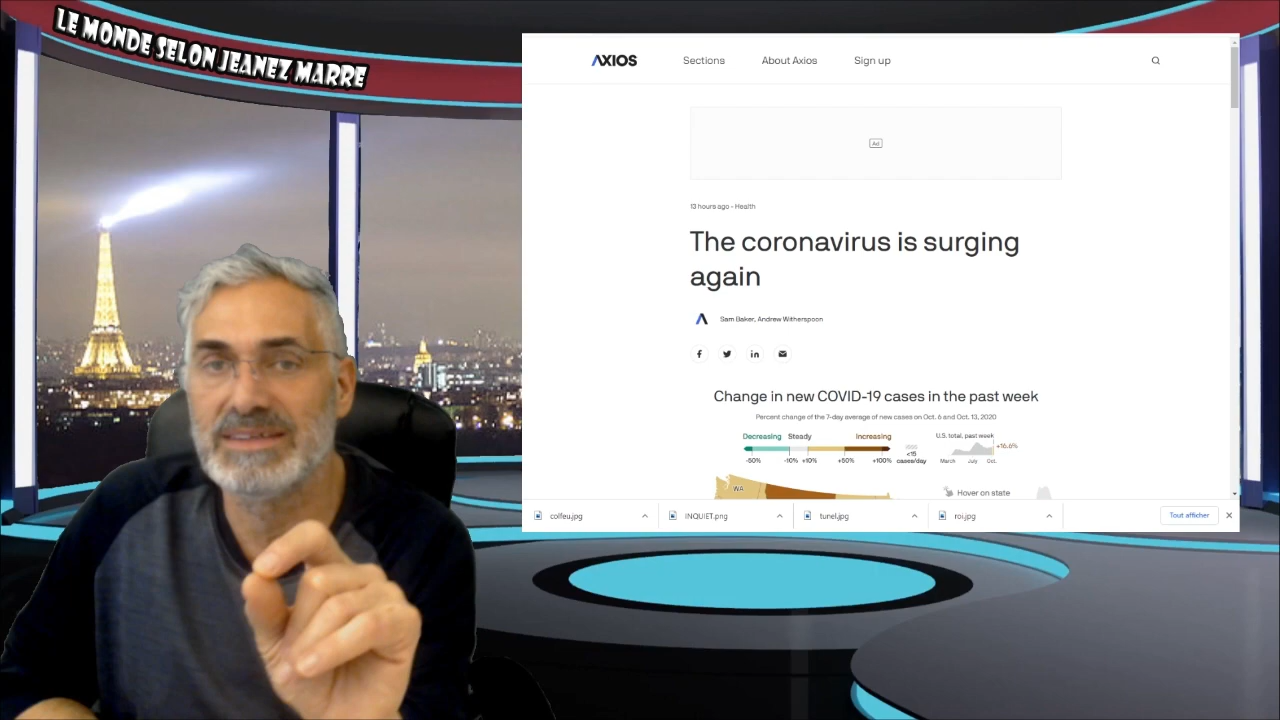 LE MONDE SELON JEANEZ MARRE
AXIOS
Sections
About Axios
Sign up
Ad
13 hours ago - Health
The coronavirus is surging
again
Sam Baker, Andrew Witherspoon
Change in new COVID-19 cases in the past week
Percent change of the 7-day average of new cases on Oct. 6 and Oct. 13, 2020
Decreasing Steady Increasing
-50% -10% +10% +50% +100%
<15
cases/day
U.S. total, past week
+16.6%
March July Oct.
WA
Hover on state
colfeu.jpg
INQUIET.png
tunel.jpg
roi.jpg
Tout afficher